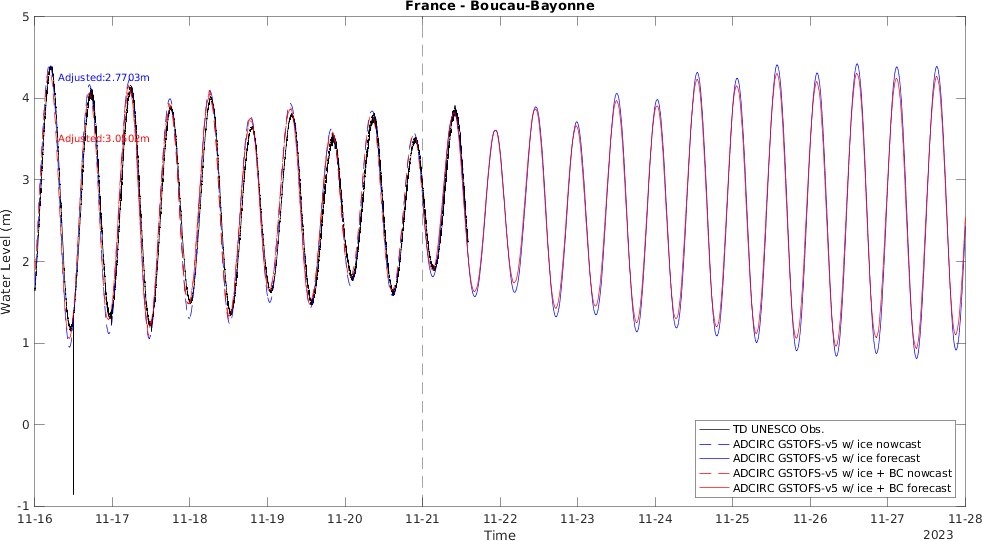 France - Boucau-Bayonne
5
4
3
2
1
0
-1
Water Level (m)
Adjusted:2.7703m
Adjusted:3.0502m
TD UNESCO Obs.
ADCIRC GSTOFS-v5 w/ ice nowcast
ADCIRC GSTOFS-v5 w/ ice forecast
ADCIRC GSTOFS-v5 w/ ice + BC nowcast
ADCIRC GSTOFS-v5 w/ ice + BC forecast
11-16 11-17 11-18 11-19 11-20 11-21 11-22 11-23 11-24 11-25 11-26 11-27 11-28
Time
2023